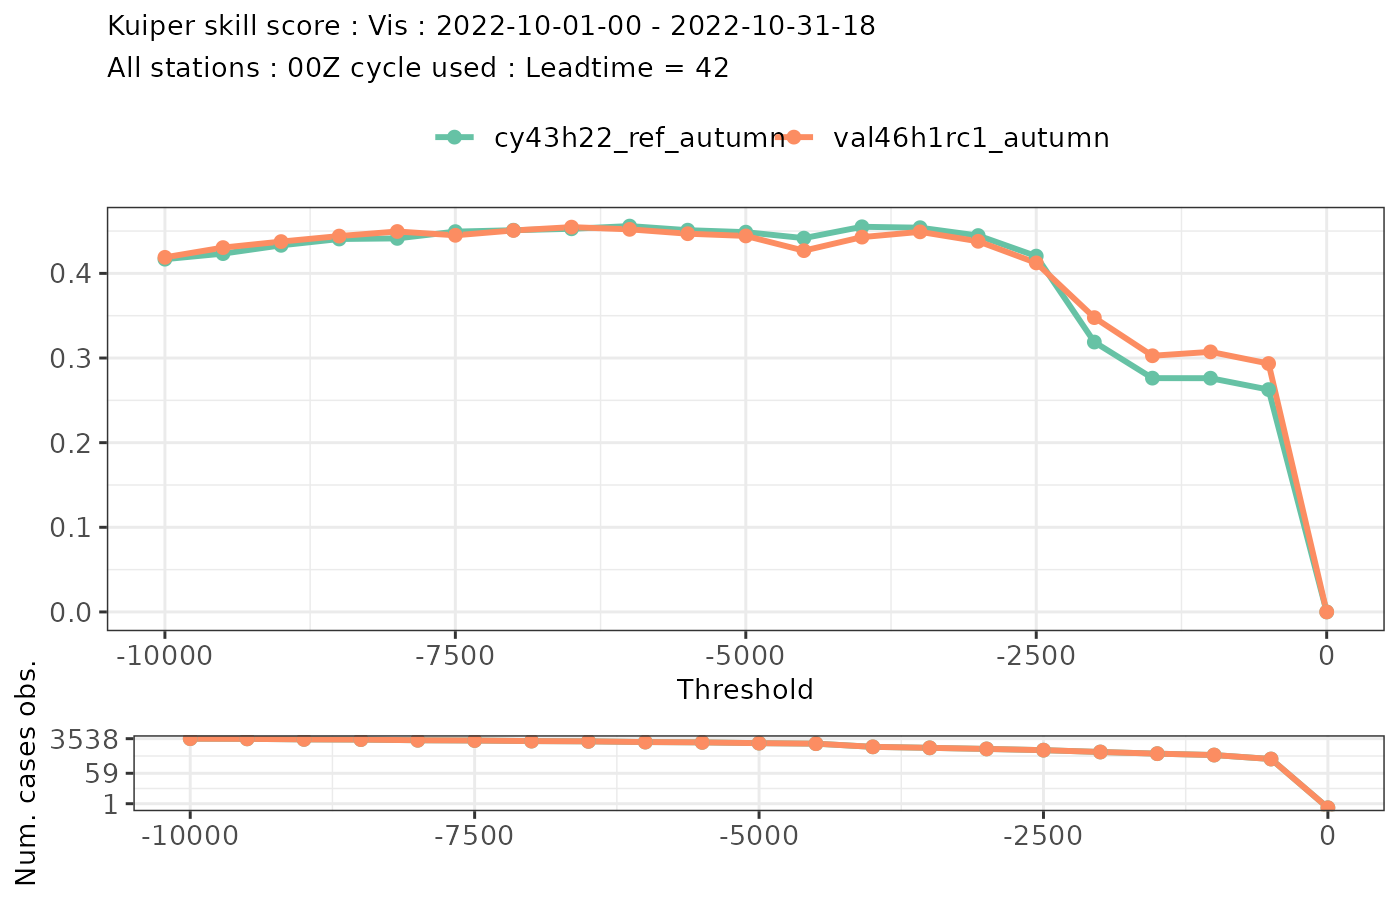 Kuiper skill score : Vis : 2022-10-01-00 - 2022-10-31-18
All stations : 00Z cycle used : Leadtime = 42
cy43h22_ref_autumn val46h1rc1_autumn
0.4
0.3
0.2
0.1
0.0
-10000 -7500 -5000 -2500 0
Threshold
Num. cases obs.
3538
59
1
-10000 -7500 -5000 -2500 0